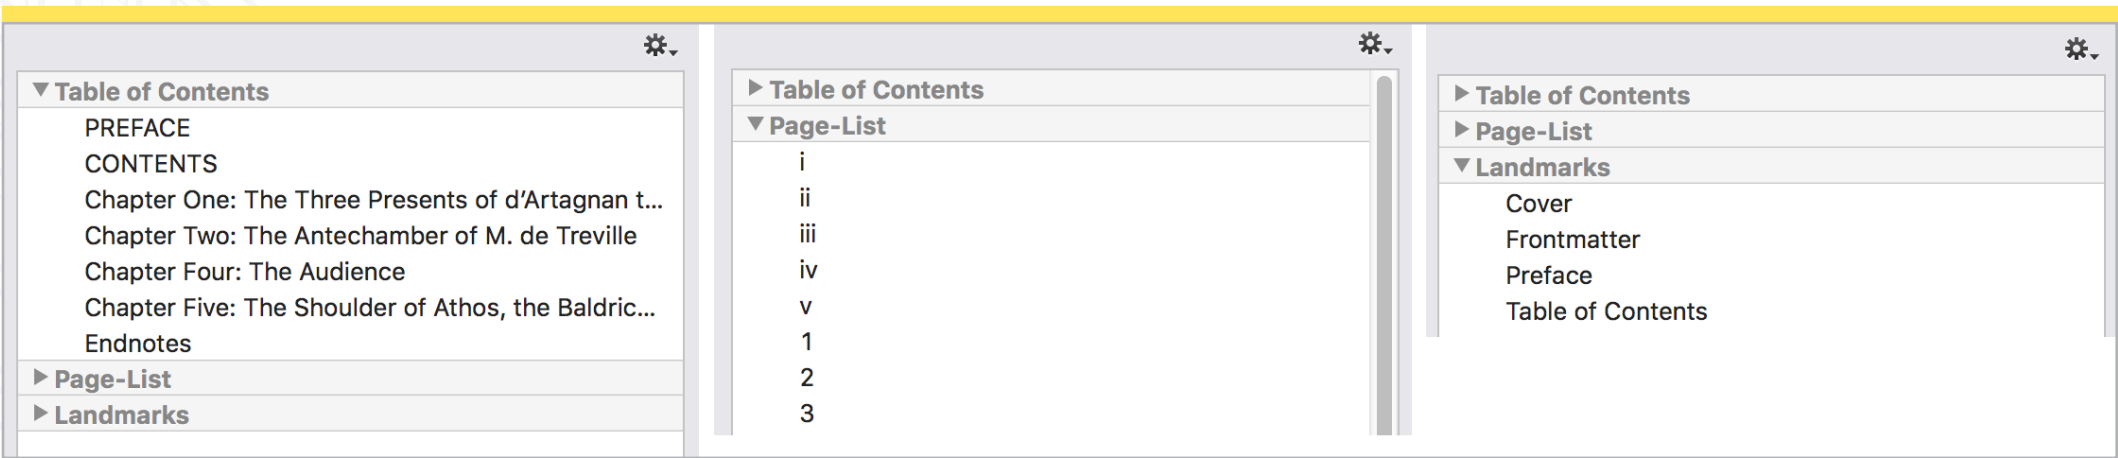 Table of Contents
PREFACE
CONTENTS
Chapter One: The Three Presents of d’Artagnan t...
Chapter Two: The Antechamber of M. de Treville
Chapter Four: The Audience
Chapter Five: The Shoulder of Athos, the Baldric...
Endnotes
Page-List
Landmarks
Table of Contents
Page-List
i
ii
iii
iv
v
1
2
3
Table of Contents
Page-List
Landmarks
Cover
Frontmatter
Preface
Table of Contents